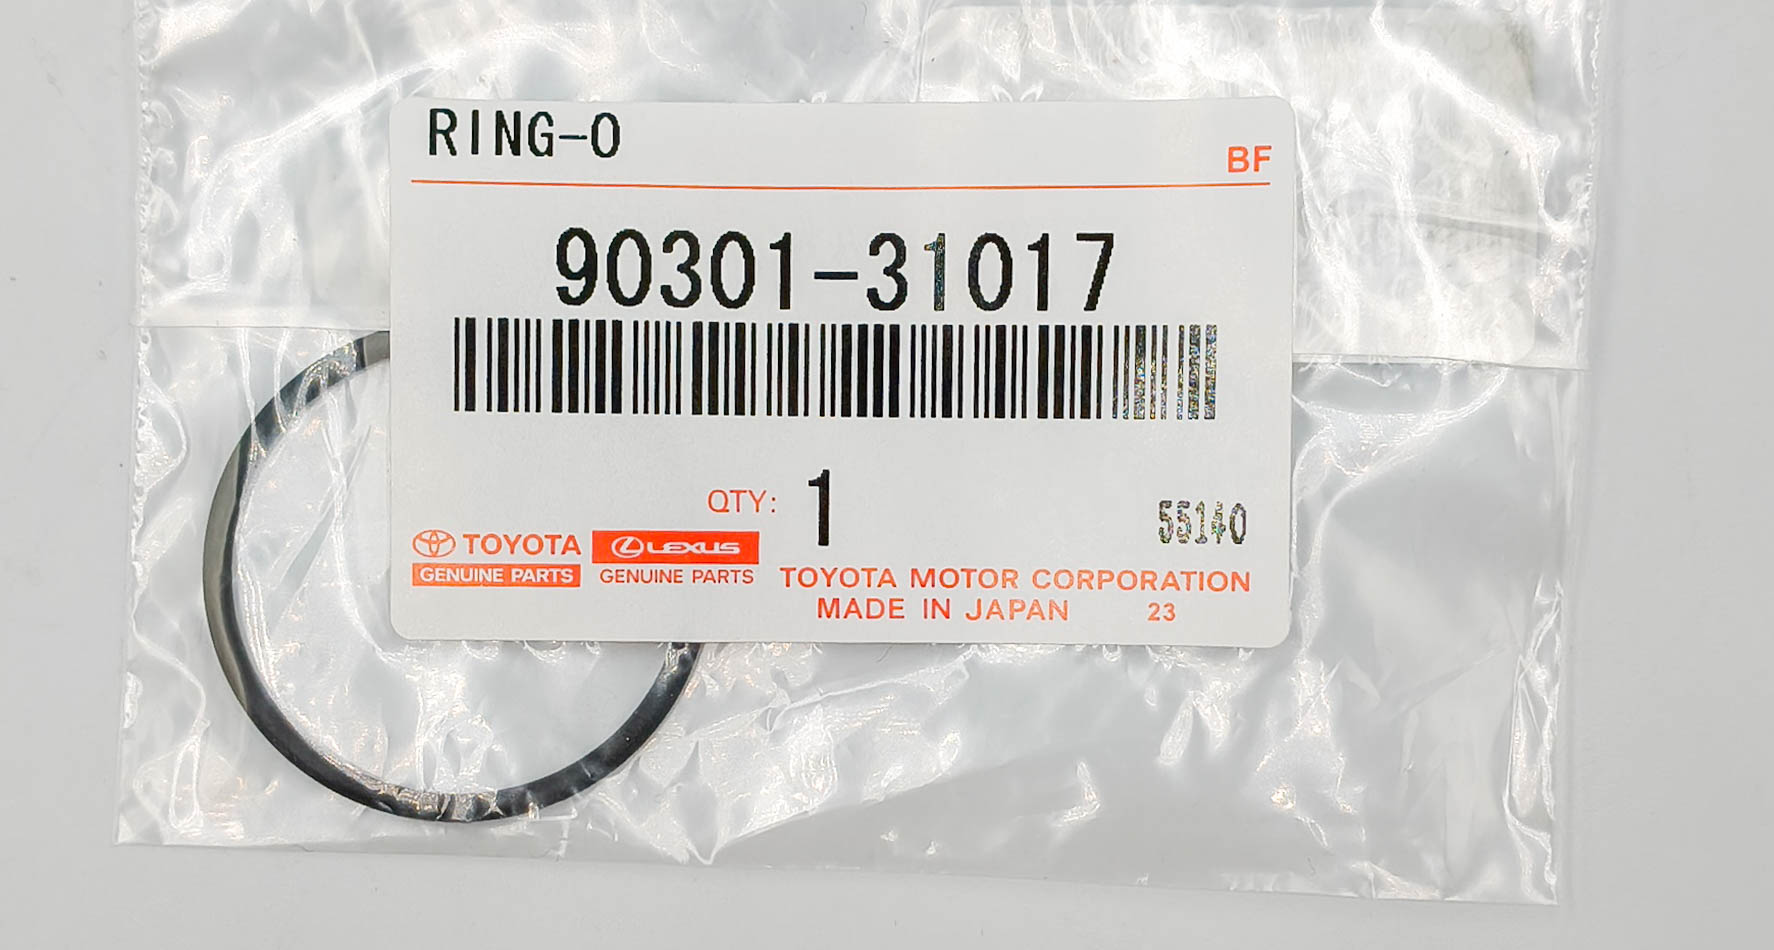 RING-O
BF
90301-31017
QTY: 1
55140
TOYOTA
GENUINE PARTS
LEXUS
GENUINE PARTS
TOYOTA MOTOR CORPORATION
MADE IN JAPAN 23